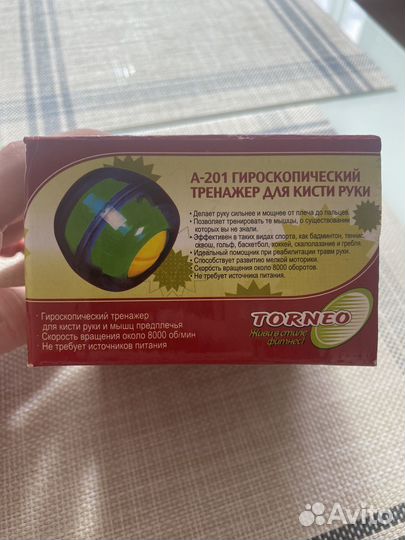 А-201 ГИРОСКОПИЧЕСКИЙ
ТРЕНАЖЕР ДЛЯ КИСТИ РУКИ
• Делает руку сильнее и мощнее от плеча до пальцев.
• Позволяет тренировать те мышцы, о существовании
которых вы не знали.
• Эффективен в таких видах спорта, как бадминтон, теннис,
сквош, гольф, баскетбол, хоккей, скалолазание и гребля.
• Идеальный помощник при реабилитации травм руки.
• Способствует развитию мелкой моторики.
• Скорость вращения около 8000 оборотов.
• Не требует источника питания.
· Гироскопический тренажер
для кисти руки и мышц предплечья
· Скорость вращения около 8000 об/мин
· Не требует источников питания
TORNEO
Живи в стиле
фитнес!
Avito